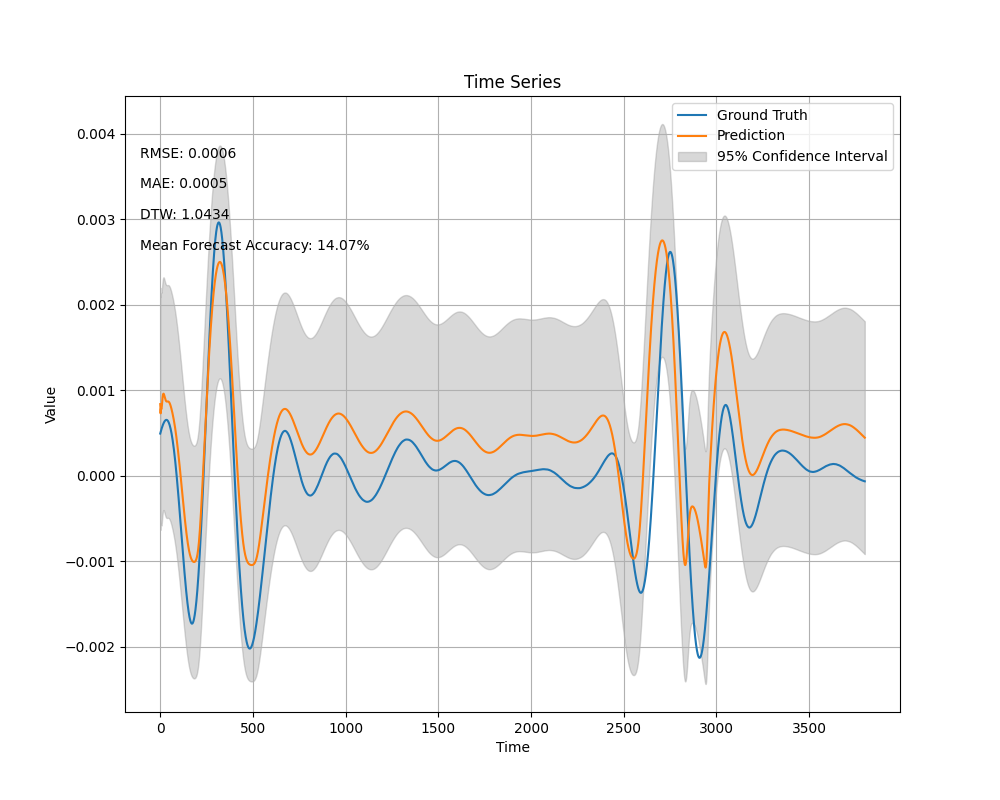 Time Series
Ground Truth
Prediction
95% Confidence Interval
RMSE: 0.0006
MAE: 0.0005
DTW: 1.0434
Mean Forecast Accuracy: 14.07%
Value
0.004
0.003
0.002
0.001
0.000
−0.001
−0.002
0 500 1000 1500 2000 2500 3000 3500
Time